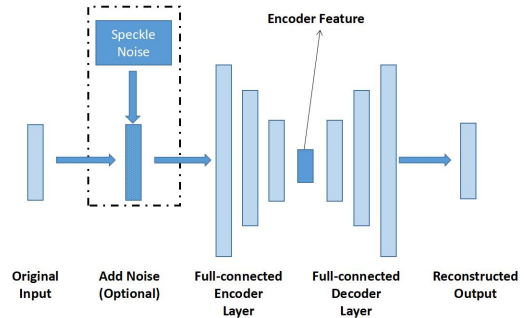 Encoder Feature
Speckle
Noise
Original
Input
Add Noise
(Optional)
Full-connected
Encoder
Layer
Full-connected
Decoder
Layer
Reconstructed
Output